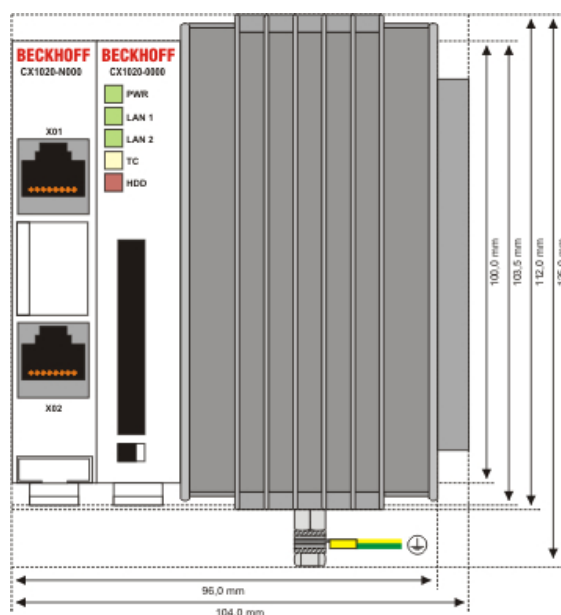 BECKHOFF
CX1020-N000
BECKHOFF
CX1020-0000
PWR
LAN 1
LAN 2
TC
HDD
X01
X02
100,0 mm
103,5 mm
112,0 mm
96,0 mm
104,0 mm